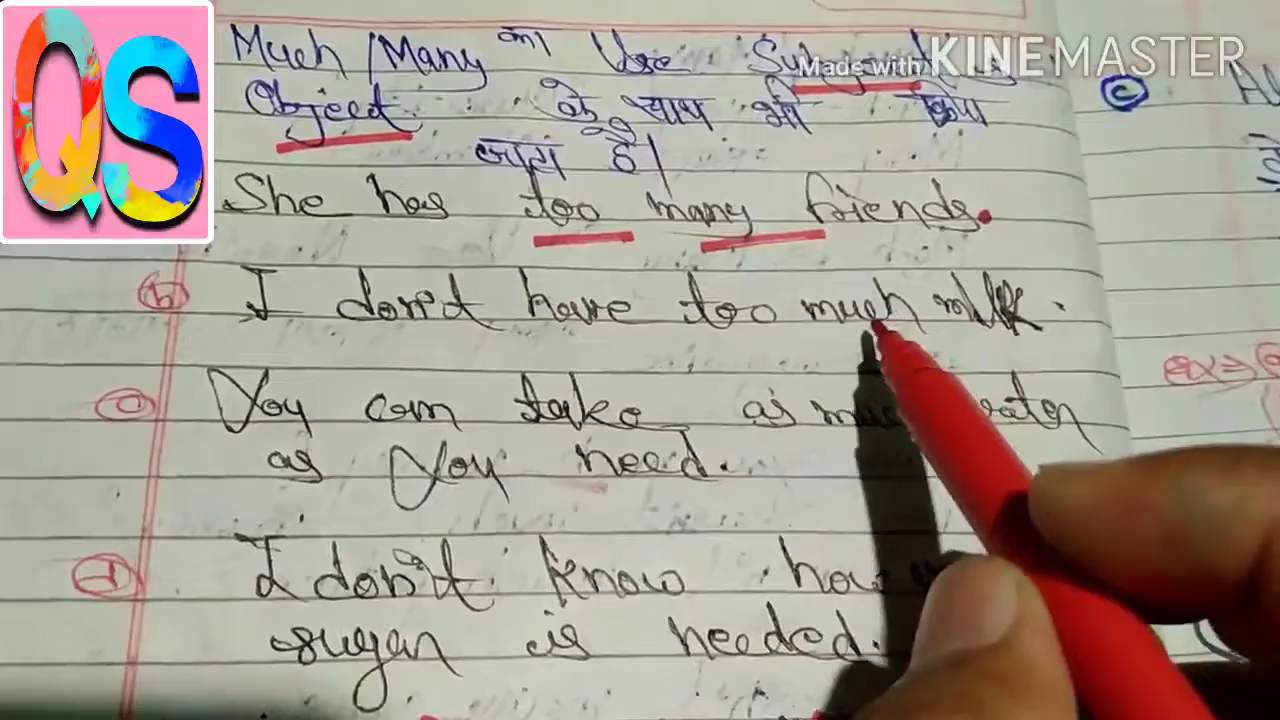 QS
Much/Many का Use
Made with KINEMASTER
Object के साथ भी किया
जाता है।
She has too many friends.
(b) I don't have too much milk.
(c) You can take as much water
as you need.
(d) I don't know how
sugar is needed.
(c)
ex⇒